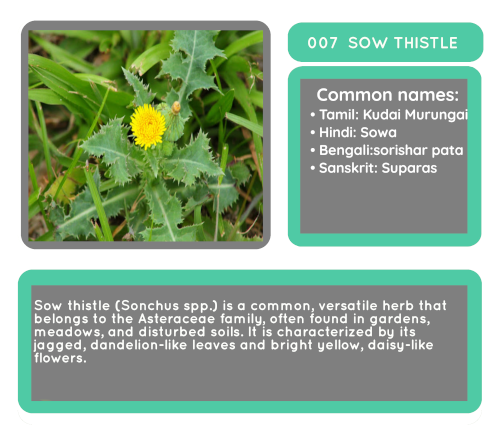 007 SOW THISTLE
Common names:
• Tamil: Kudai Murungai
• Hindi: Sowa
• Bengali:sorishar pata
• Sanskrit: Suparas
Sow thistle (Sonchus spp.) is a common, versatile herb that
belongs to the Asteraceae family, often found in gardens,
meadows, and disturbed soils. It is characterized by its
jagged, dandelion-like leaves and bright yellow, daisy-like
flowers.